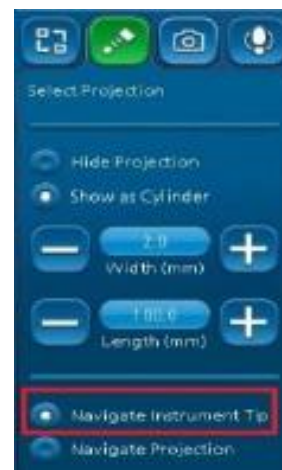 Select Projection
Hide Projection
Show as Cylinder
2.0
Width (mm)
100.0
Length (mm)
Navigate Instrument Tip
Navigate Projection